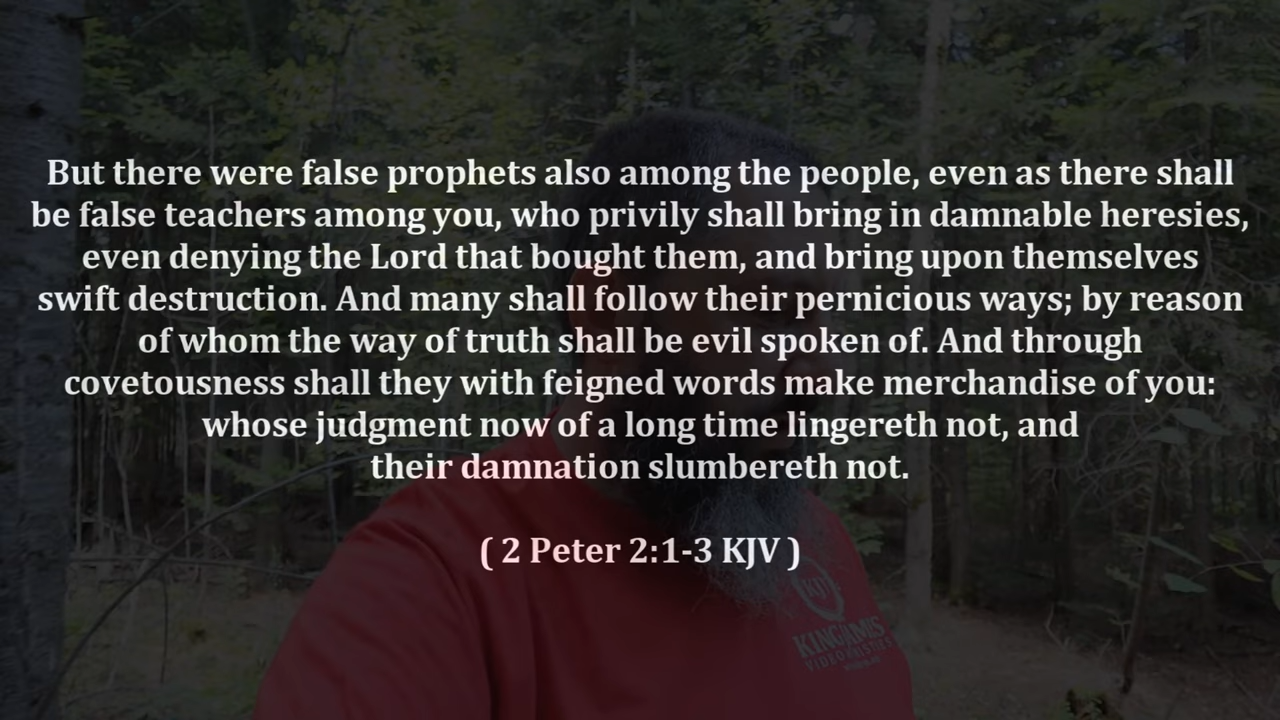 But there were false prophets also among the people, even as there shall
be false teachers among you, who privily shall bring in damnable heresies,
even denying the Lord that bought them, and bring upon themselves
swift destruction. And many shall follow their pernicious ways; by reason
of whom the way of truth shall be evil spoken of. And through
covetousness shall they with feigned words make merchandise of you:
whose judgment now of a long time lingereth not, and
their damnation slumbereth not.
( 2 Peter 2:1-3 KJV )
KJV
KINGJAMES